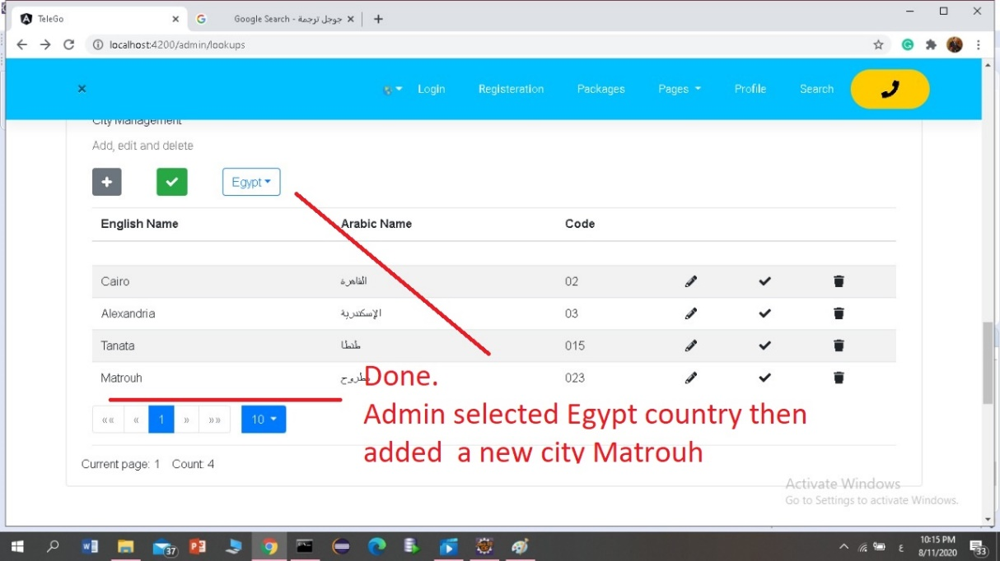 TeleGo
Google Search - جوجل ترجمة
localhost:4200/admin/lookups
Login Registeration Packages Pages Profile Search
City Management
Add, edit and delete
Egypt
English Name Arabic Name Code
Cairo القاهرة 02
Alexandria الإسكندرية 03
Tanata طنطا 015
Matrouh مطروح 023
«« « 1 » »» 10
Done.
Admin selected Egypt country then
added a new city Matrouh
Current page: 1 Count: 4
Activate Windows
Go to Settings to activate Windows.
37
ع
10:15 PM
8/11/2020
33